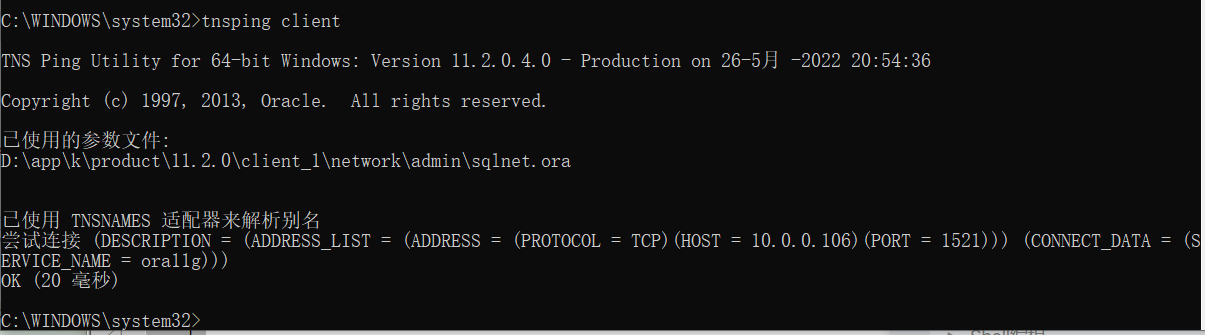 C:\WINDOWS\system32>tnsping client
TNS Ping Utility for 64-bit Windows: Version 11.2.0.4.0 - Production on 26-5月 -2022 20:54:36
Copyright (c) 1997, 2013, Oracle.  All rights reserved.
已使用的参数文件:
D:\app\k\product\11.2.0\client_1\network\admin\sqlnet.ora
已使用 TNSNAMES 适配器来解析别名
尝试连接 (DESCRIPTION = (ADDRESS_LIST = (ADDRESS = (PROTOCOL = TCP)(HOST = 10.0.0.106)(PORT = 1521))) (CONNECT_DATA = (S
ERVICE_NAME = orallg)))
OK (20 毫秒)
C:\WINDOWS\system32>